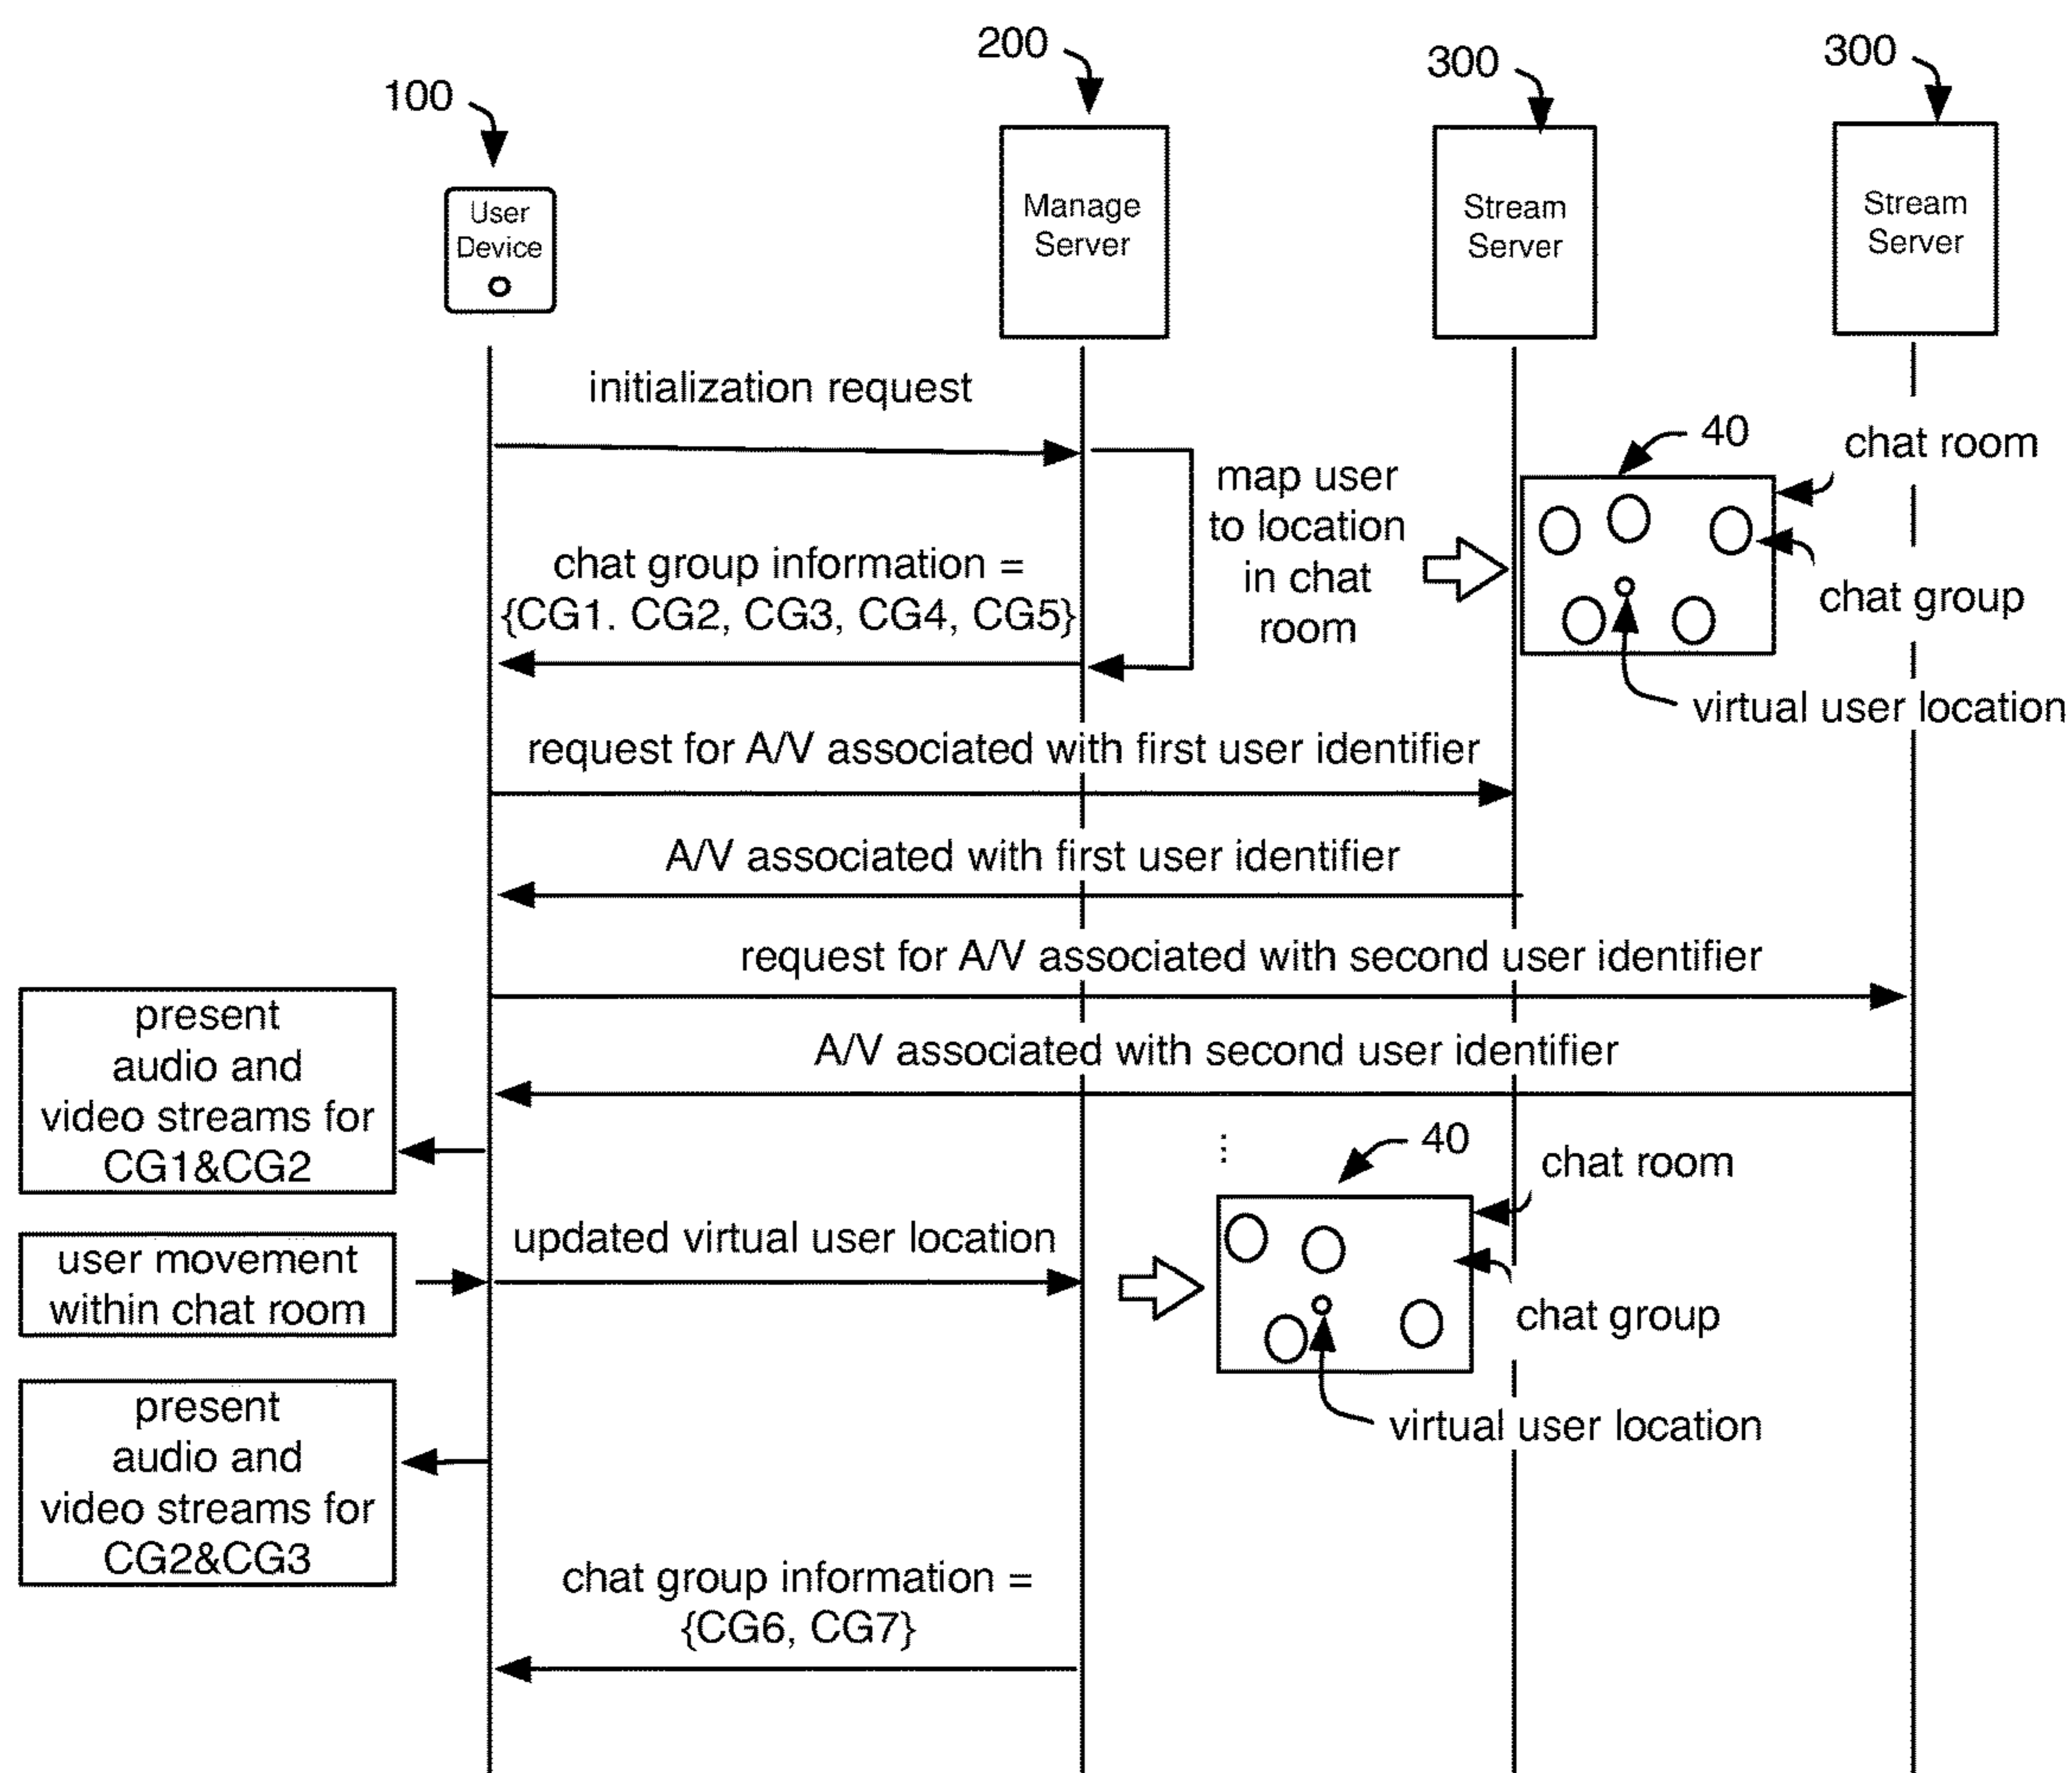 200
300
300
100
User
Device
Manage
Server
Stream
Server
Stream
Server
initialization request
40
chat room
map user
to location
in chat
room
chat group information =
{CG1. CG2, CG3, CG4, CG5}
chat group
virtual user location
request for A/V associated with first user identifier
A/V associated with first user identifier
request for A/V associated with second user identifier
present
audio and
video streams for
CG1&CG2
A/V associated with second user identifier
⋮
40
chat room
user movement
within chat room
updated virtual user location
chat group
virtual user location
present
audio and
video streams for
CG2&CG3
chat group information =
{CG6, CG7}